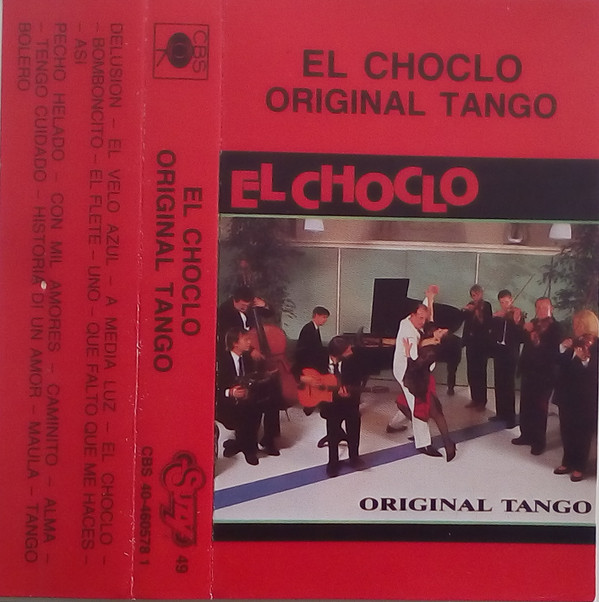 EL CHOCLO
ORIGINAL TANGO
EL CHOCLO
ORIGINAL TANGO
CBS
EL CHOCLO
ORIGINAL TANGO
49
CBS 40-460578 1
DELUSION – EL VELO AZUL – A MEDIA LUZ – EL CHOCLO –
– BOMBONCITO – EL FLETE – UNO – QUE FALTO QUE ME HACES –
– ASI
PECHO HELADO – CON MIL AMORES – CAMINITO – ALMA –
– TENGO CUIDADO – HISTORIA DI UN AMOR – MAULA – TANGO
BOLERO